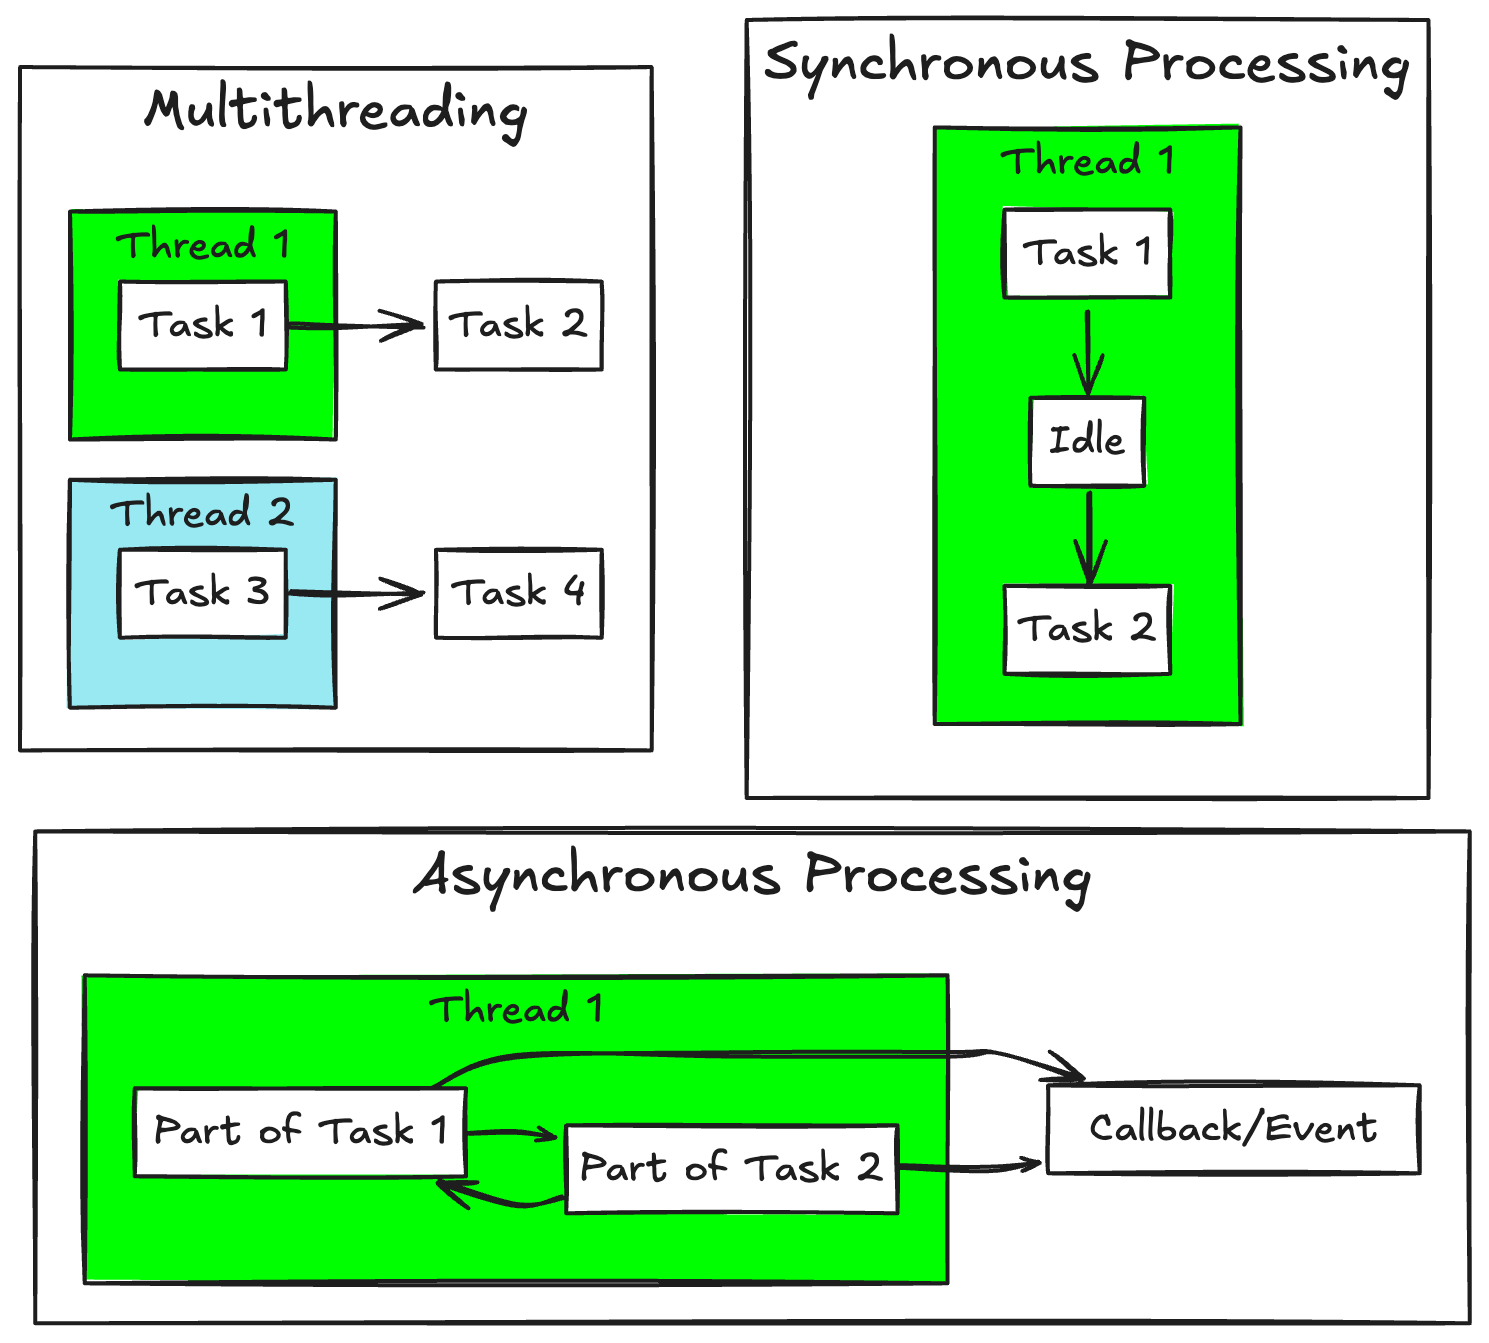 Multithreading
Thread 1
Task 1
Task 2
Thread 2
Task 3
Task 4
Synchronous Processing
Thread 1
Task 1
Idle
Task 2
Asynchronous Processing
Thread 1
Part of Task 1
Part of Task 2
Callback/Event